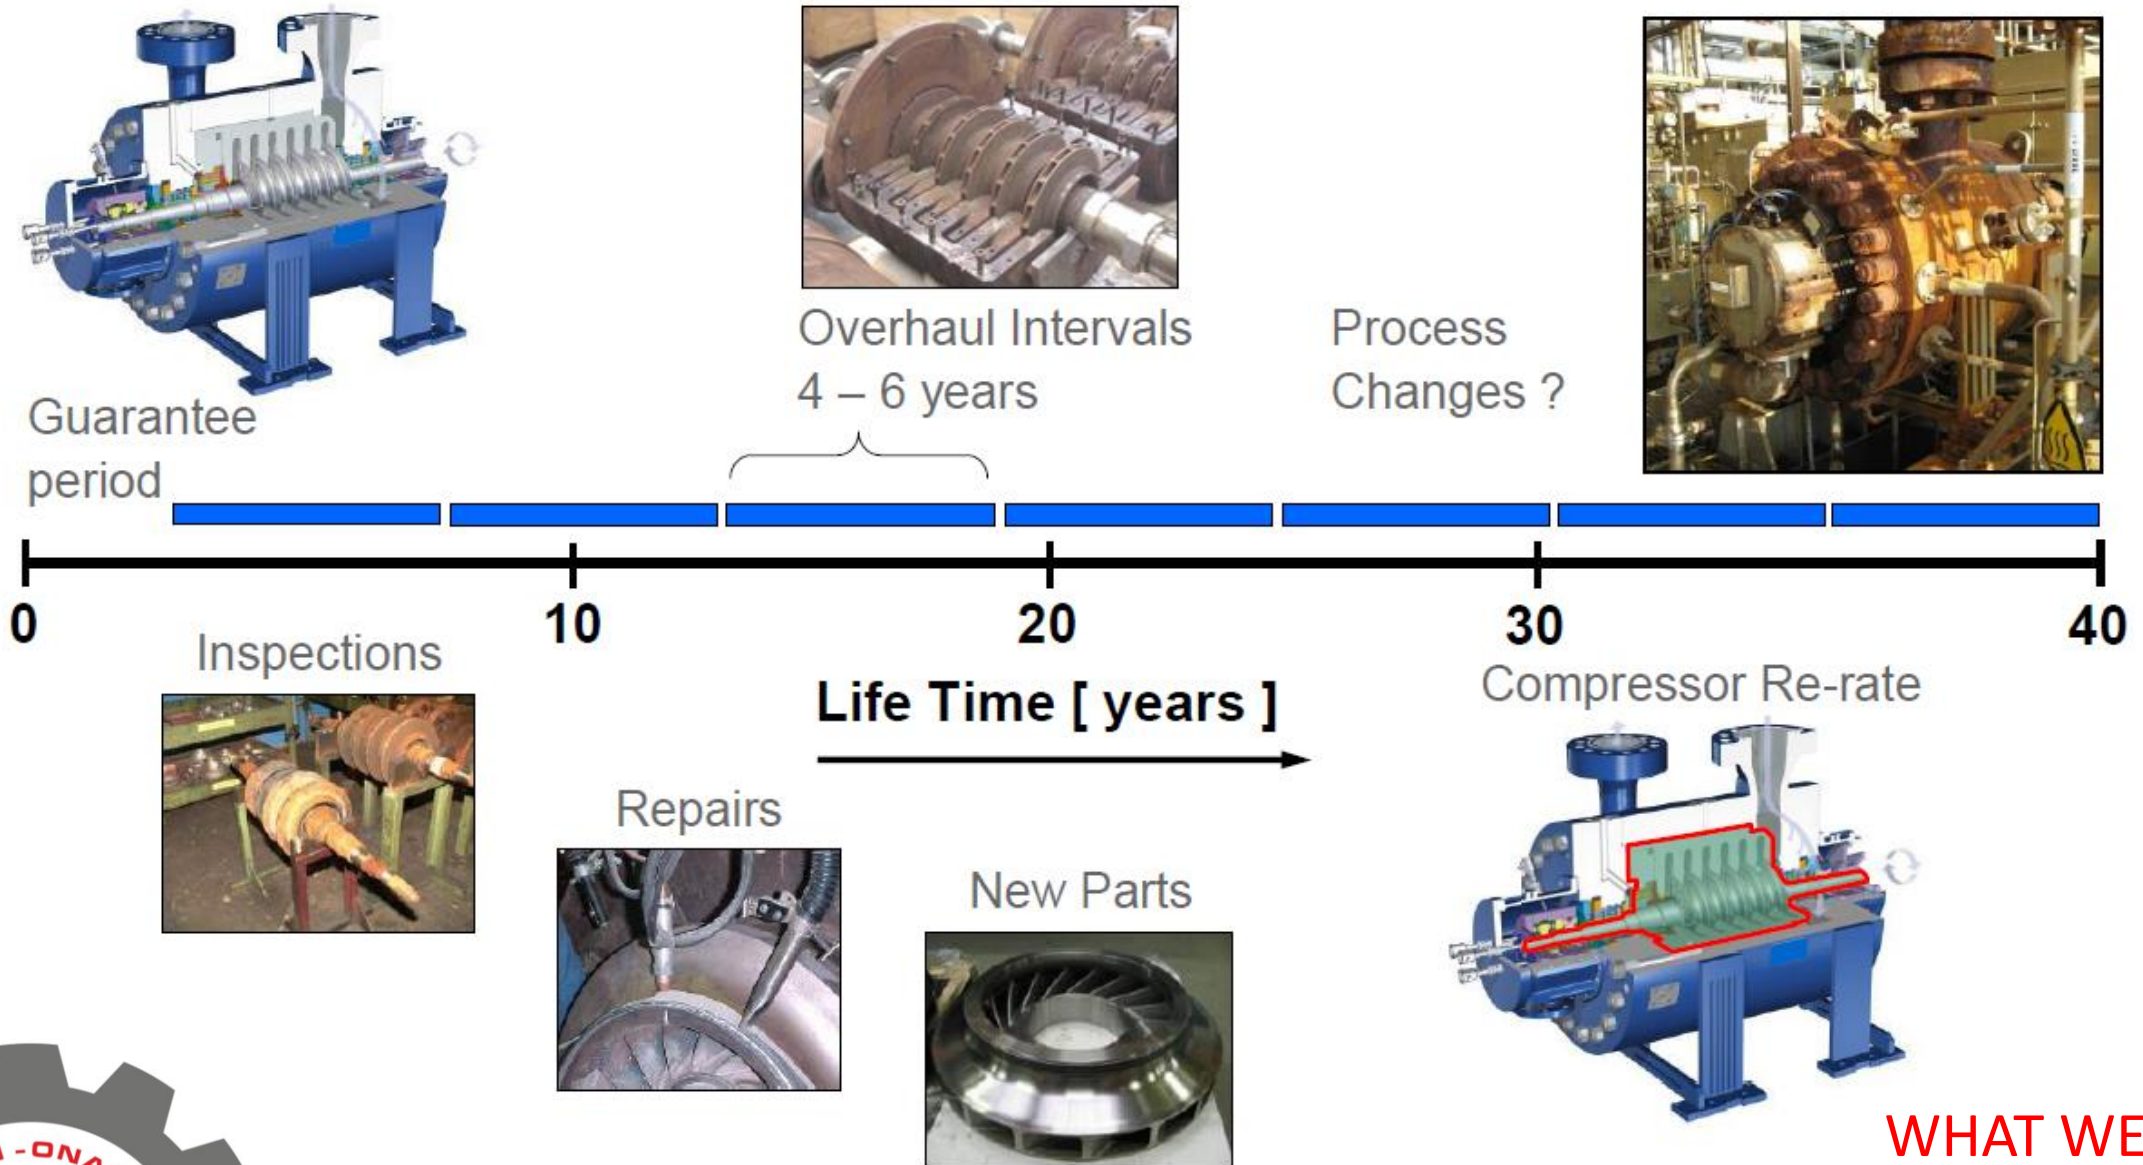 Overhaul Intervals
4 – 6 years
Process
Changes ?
Guarantee
period
0
10
20
30
40
Inspections
Life Time [ years ]
Compressor Re-rate
Repairs
New Parts
WHAT WE